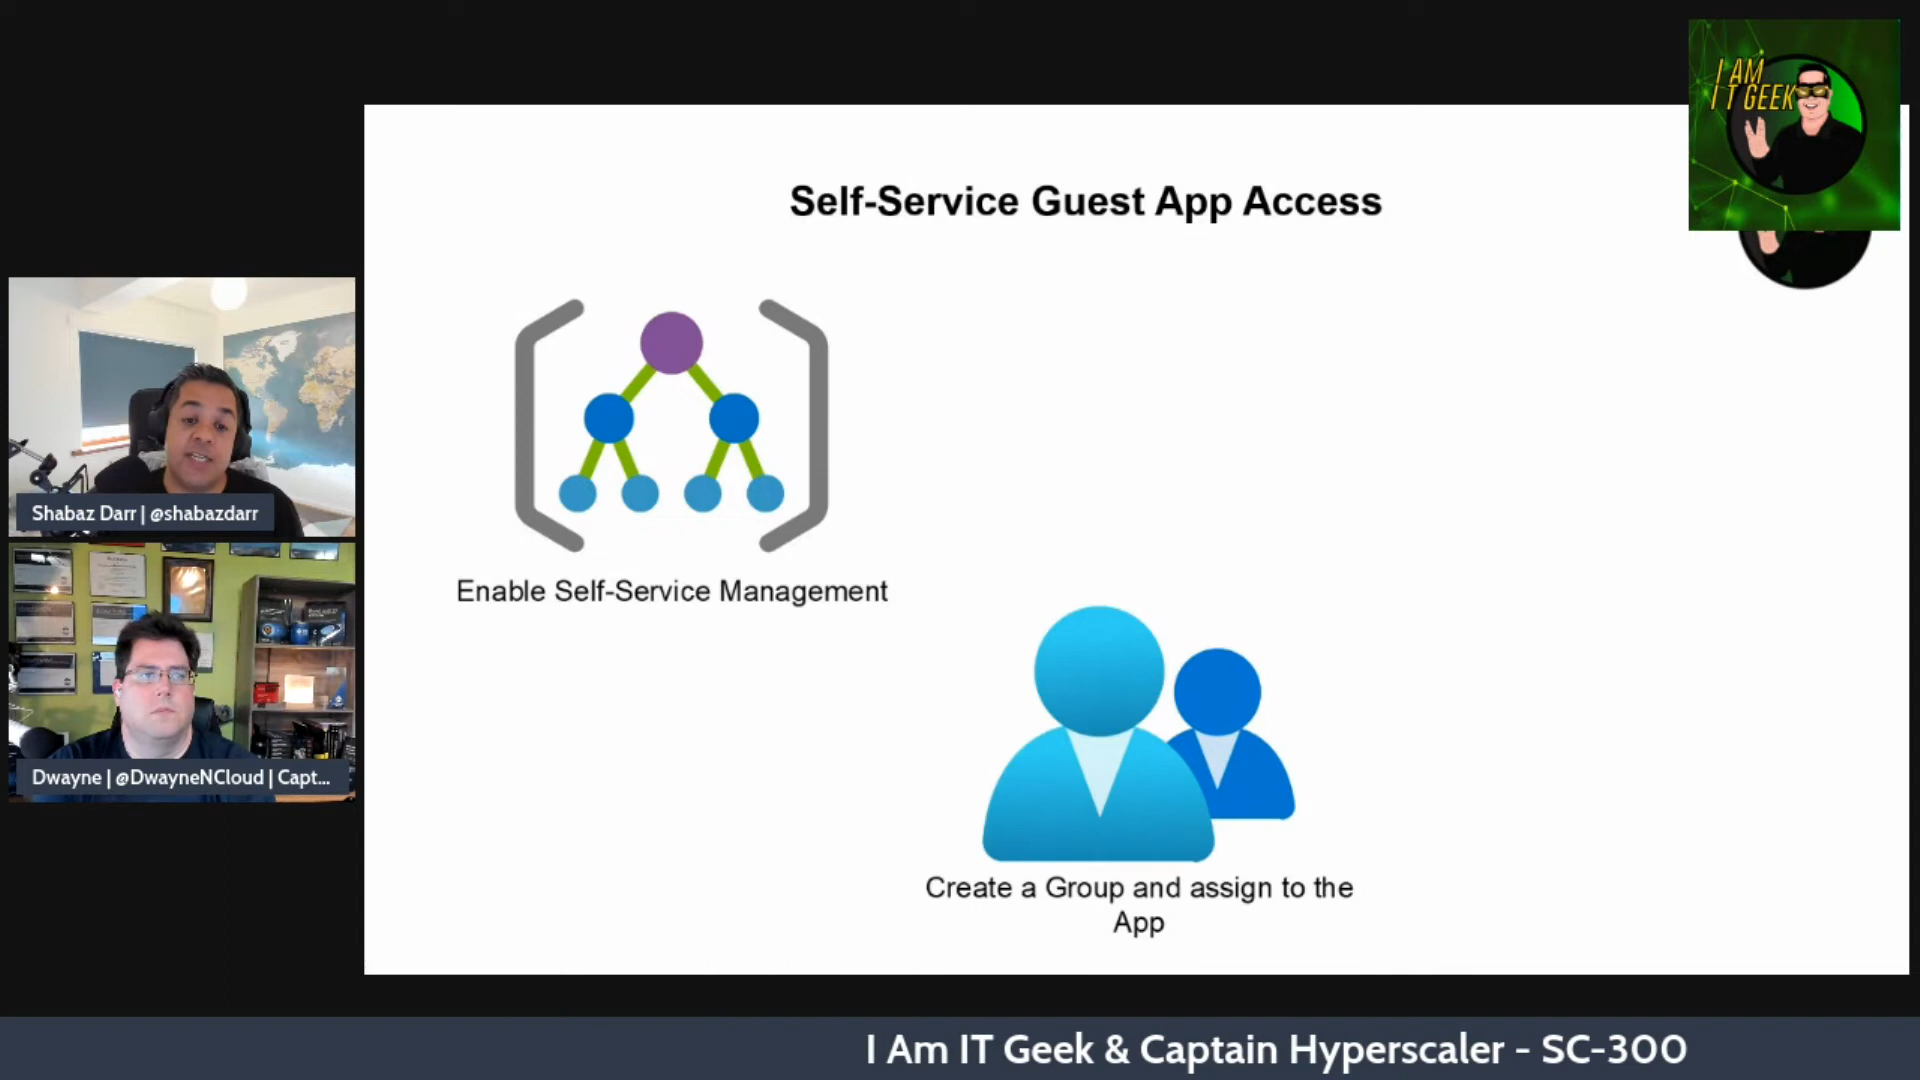 I AM
IT GEEK
Self-Service Guest App Access
Enable Self-Service Management
Create a Group and assign to the
App
Shabaz Darr | @shabazdarr
Dwayne | @DwayneNCloud | Capt...
I Am IT Geek & Captain Hyperscaler - SC-300